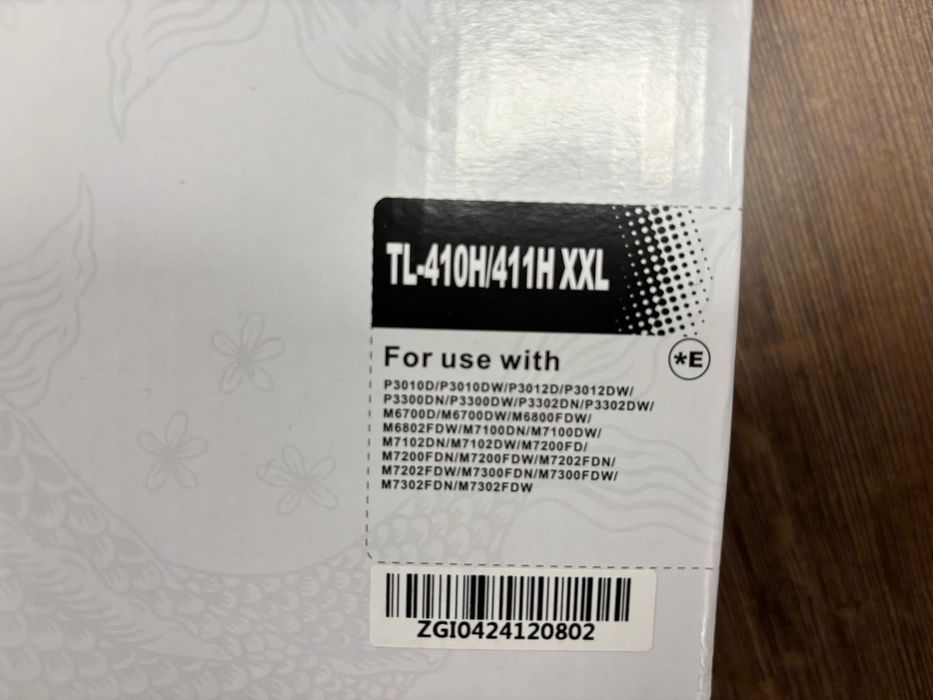 TL-410H/411H XXL
For use with
*E
P3010D/P3010DW/P3012D/P3012DW/
P3300DN/P3300DW/P3302DN/P3302DW/
M6700D/M6700DW/M6800FDW/
M6802FDW/M7100DN/M7100DW/
M7102DN/M7102DW/M7200FD/
M7200FDN/M7200FDW/M7202FDN/
M7202FDW/M7300FDN/M7300FDW/
M7302FDN/M7302FDW
ZGI0424120802